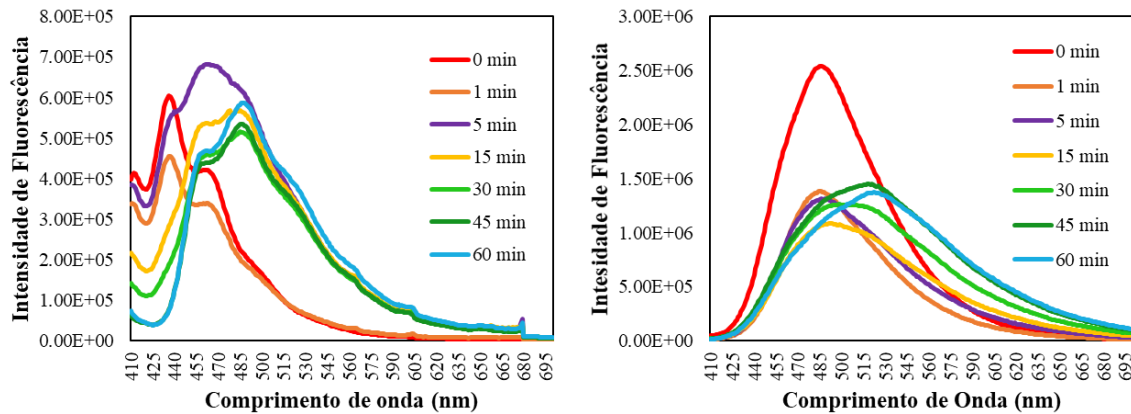 Intensidade de Fluorescência
8.00E+05
7.00E+05
6.00E+05
5.00E+05
4.00E+05
3.00E+05
2.00E+05
1.00E+05
0.00E+00
0 min
1 min
5 min
15 min
30 min
45 min
60 min
410 425 440 455 470 485 500 515 530 545 560 575 590 605 620 635 650 665 680 695
Comprimento de onda (nm)
Intesidade de Fluorescência
3.00E+06
2.50E+06
2.00E+06
1.50E+06
1.00E+06
5.00E+05
0.00E+00
0 min
1 min
5 min
15 min
30 min
45 min
60 min
410 425 440 455 470 485 500 515 530 545 560 575 590 605 620 635 650 665 680 695
Comprimento de Onda (nm)